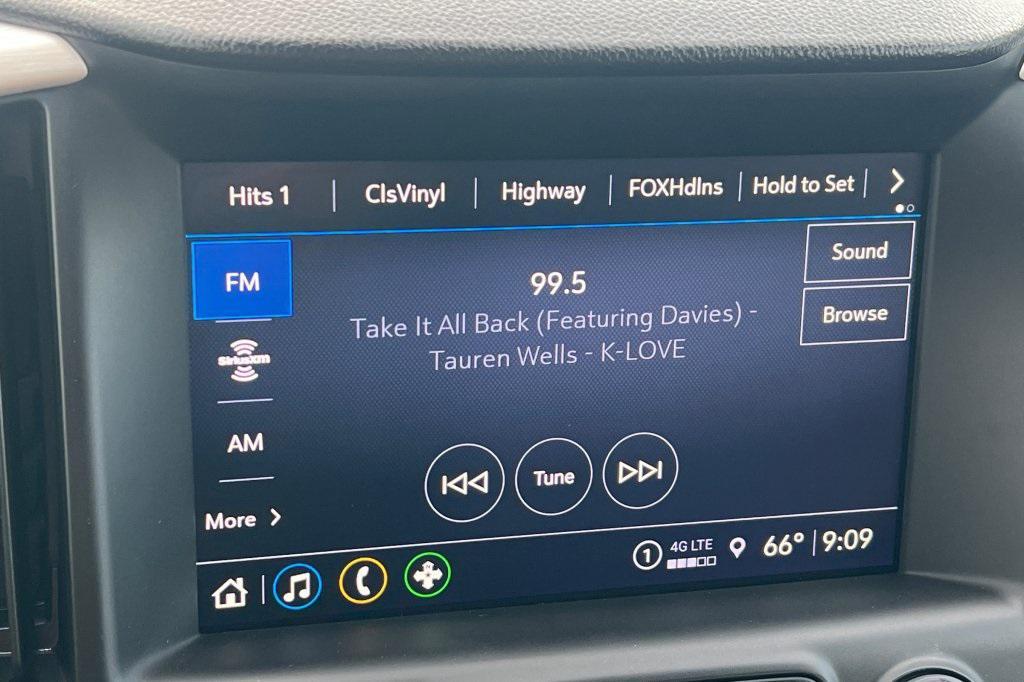 Hits 1 ClsVinyl Highway FOXHdlns Hold to Set
FM
SiriusXM
AM
More
99.5
Take It All Back (Featuring Davies) -
Tauren Wells - K-LOVE
Sound
Browse
Tune
1 4G LTE 66° 9:09